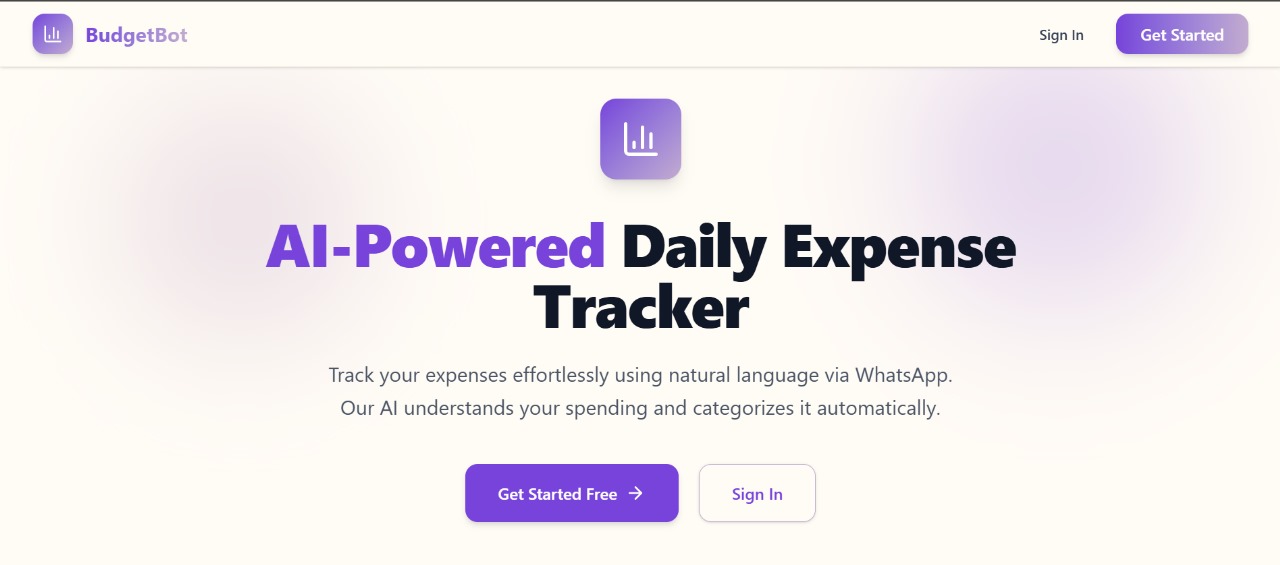 BudgetBot
Sign In
Get Started
AI-Powered Daily Expense
Tracker
Track your expenses effortlessly using natural language via WhatsApp.
Our AI understands your spending and categorizes it automatically.
Get Started Free
Sign In